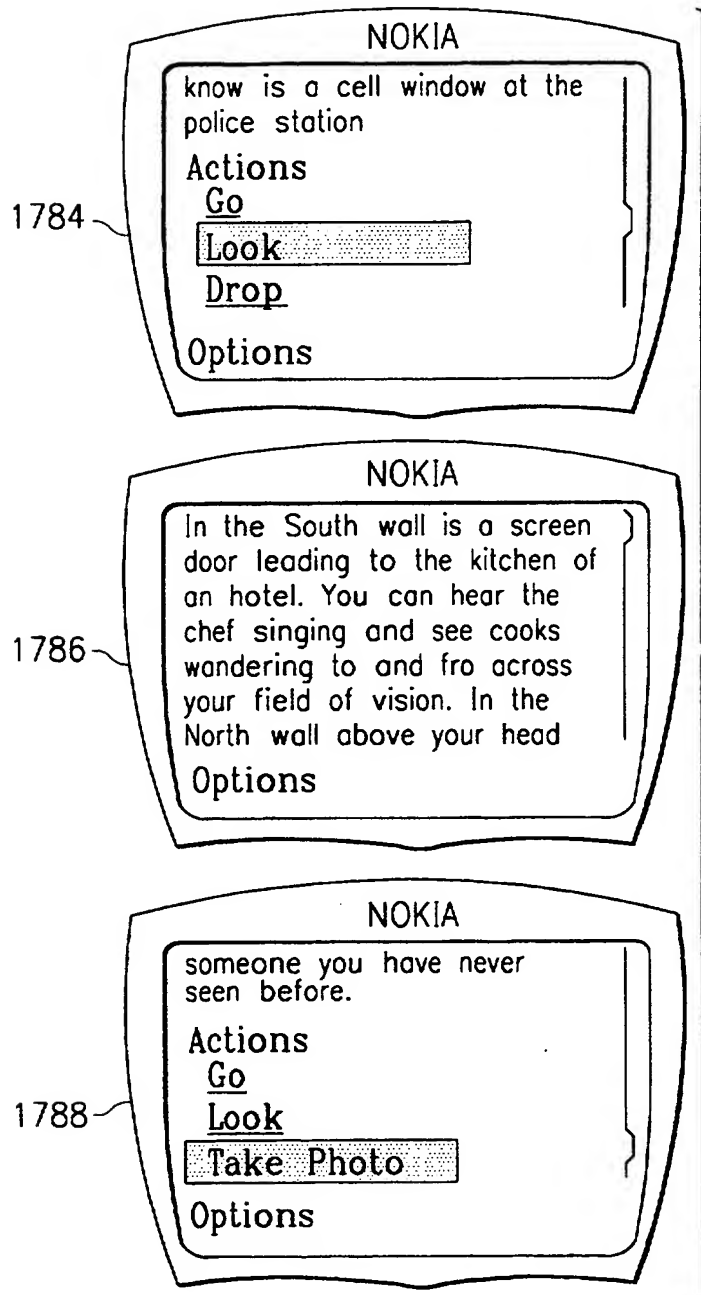 NOKIA
know is a cell window at the
police station
Actions
Go
1784
Look
Drop
Options
NOKIA
In the South wall is a screen
door leading to the kitchen of
an hotel. You can hear the
chef singing and see cooks
1786
wandering to and fro across
your field of vision. In the
North wall above your head
Options
NOKIA
someone you have never
seen before.
Actions
Go
1788
Look
Take Photo
Options